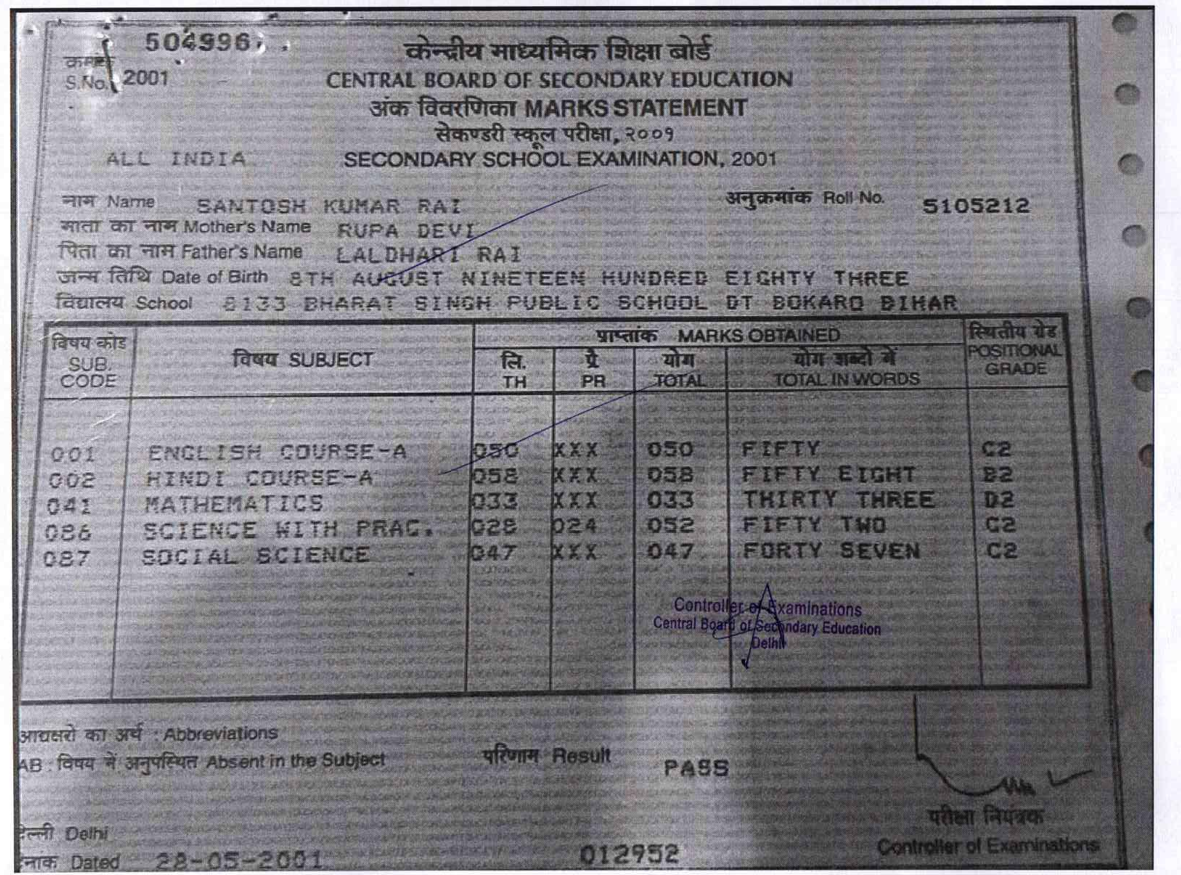 504996
क्रमांक
S.No. 2001
केन्द्रीय माध्यमिक शिक्षा बोर्ड
CENTRAL BOARD OF SECONDARY EDUCATION
अंक विवरणिका MARKS STATEMENT
सेकण्डरी स्कूल परीक्षा, २००१
ALL INDIA SECONDARY SCHOOL EXAMINATION, 2001
नाम Name SANTOSH KUMAR RAI अनुक्रमांक Roll No. 5105212
माता का नाम Mother's Name RUPA DEVI
पिता का नाम Father's Name LALDHARI RAI
जन्म तिथि Date of Birth 8TH AUGUST NINETEEN HUNDRED EIGHTY THREE
विद्यालय School 8133 BHARAT SINGH PUBLIC SCHOOL DT BOKARO BIHAR
विषय कोड SUB. CODE विषय SUBJECT प्राप्तांक MARKS OBTAINED स्थितीय ग्रेड POSITIONAL GRADE
लि. TH प्रै PR योग TOTAL योग शब्दों में TOTAL IN WORDS
001 ENGLISH COURSE-A 050 XXX 050 FIFTY C2
002 HINDI COURSE-A 058 XXX 058 FIFTY EIGHT B2
041 MATHEMATICS 033 XXX 033 THIRTY THREE D2
086 SCIENCE WITH PRAC. 028 024 052 FIFTY TWO C2
087 SOCIAL SCIENCE 047 XXX 047 FORTY SEVEN C2
Controller of Examinations
Central Board of Secondary Education
Delhi
आद्यक्षरो का अर्थ : Abbreviations
AB : विषय में अनुपस्थित Absent in the Subject परिणाम Result PASS
दिल्ली Delhi
परीक्षा नियंत्रक
Controller of Examinations
दिनांक Dated 28-05-2001 012952